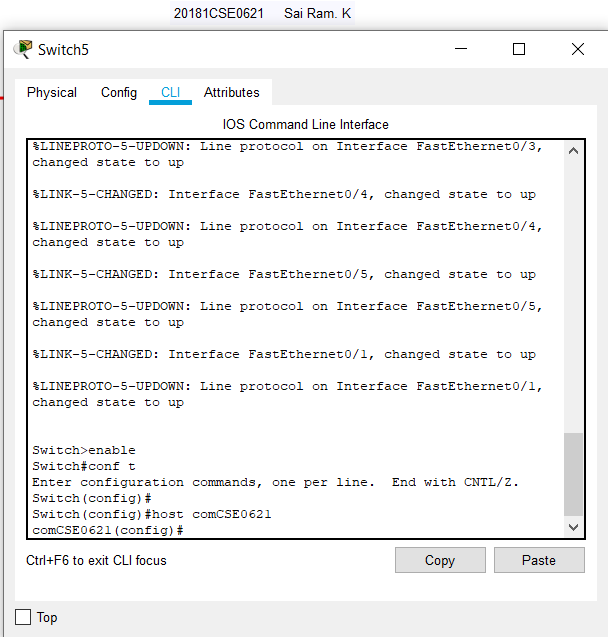 20181CSE0621 Sai Ram. K
Switch5
Physical Config CLI Attributes
IOS Command Line Interface
%LINEPROTO-5-UPDOWN: Line protocol on Interface FastEthernet0/3,
changed state to up
%LINK-5-CHANGED: Interface FastEthernet0/4, changed state to up
%LINEPROTO-5-UPDOWN: Line protocol on Interface FastEthernet0/4,
changed state to up
%LINK-5-CHANGED: Interface FastEthernet0/5, changed state to up
%LINEPROTO-5-UPDOWN: Line protocol on Interface FastEthernet0/5,
changed state to up
%LINK-5-CHANGED: Interface FastEthernet0/1, changed state to up
%LINEPROTO-5-UPDOWN: Line protocol on Interface FastEthernet0/1,
changed state to up
Switch>enable
Switch#conf t
Enter configuration commands, one per line. End with CNTL/Z.
Switch(config)#
Switch(config)#host comCSE0621
comCSE0621(config)#
Ctrl+F6 to exit CLI focus
Copy Paste
Top